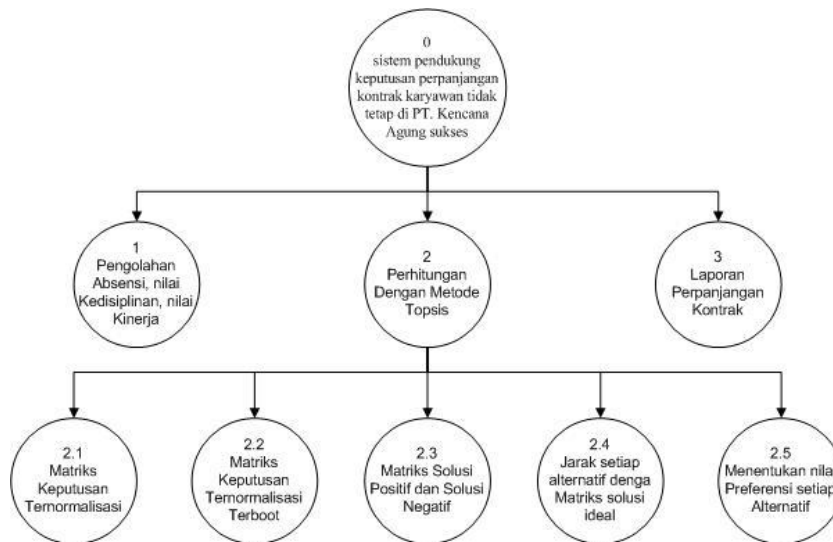 0
sistem pendukung
keputusan perpanjangan
kontrak karyawan tidak
tetap di PT. Kencana
Agung sukses
1
Pengolahan
Absensi, nilai
Kedisiplinan, nilai
Kinerja
2
Perhitungan
Dengan Metode
Topsis
3
Laporan
Perpanjangan
Kontrak
2.1
Matriks
Keputusan
Ternormalisasi
2.2
Matriks
Keputusan
Ternormalisasi
Terboot
2.3
Matriks Solusi
Positif dan Solusi
Negatif
2.4
Jarak setiap
alternatif denga
Matriks solusi
ideal
2.5
Menentukan nilai
Preferensi setiap
Alternatif